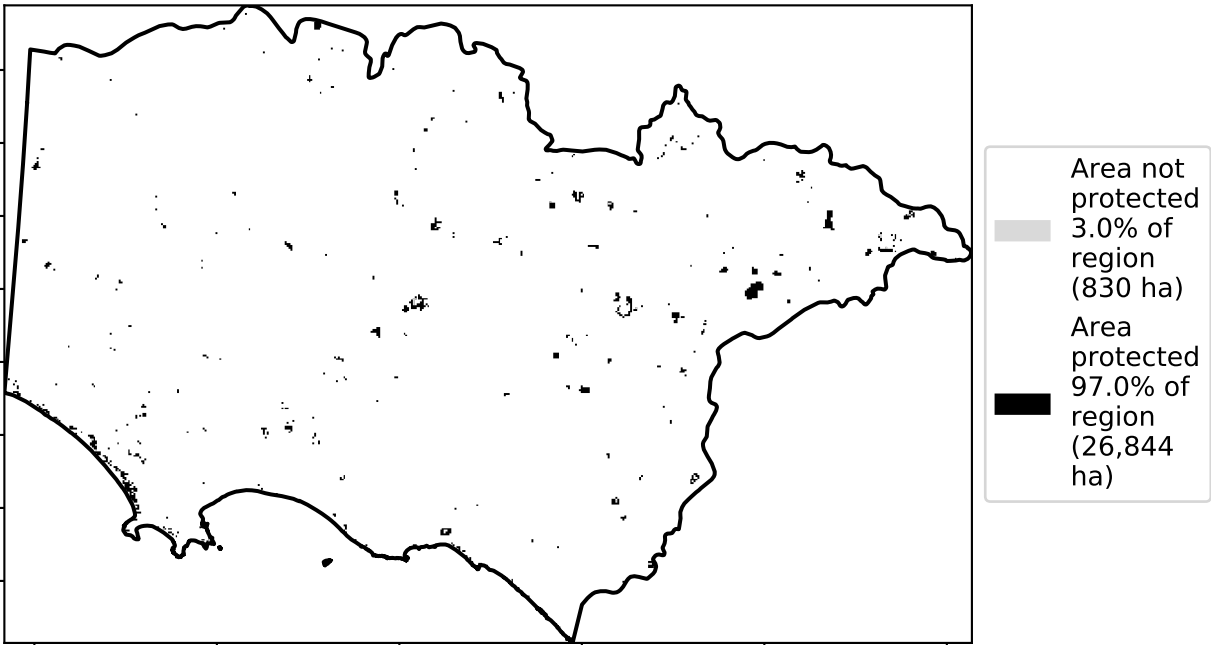 Area not
protected
3.0% of
region
(830 ha)
Area
protected
97.0% of
region
(26,844
ha)